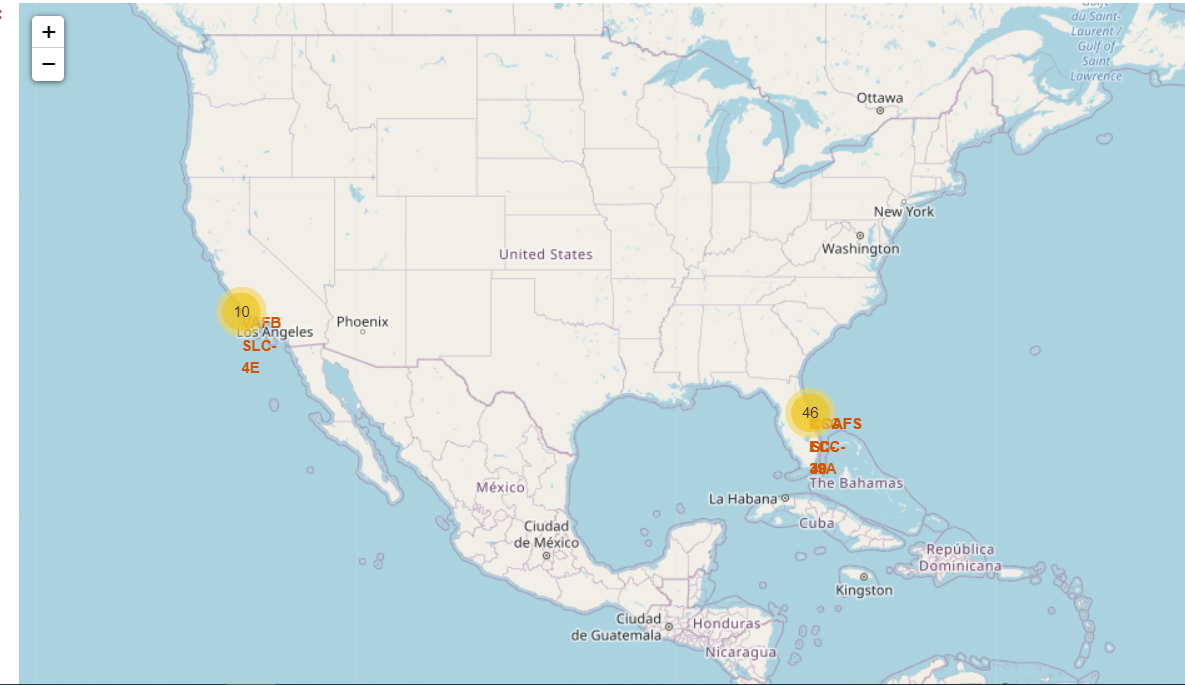 +
−
Golfe
du Saint-
Laurent /
Gulf of
Saint
Lawrence
Ottawa
New York
Washington
United States
10
VAFB
Los Angeles
SLC-
4E
Phoenix
46
The Bahamas
La Habana
México
Cuba
Ciudad
de México
República
Dominicana
Kingston
Ciudad
de Guatemala
Honduras
Nicaragua